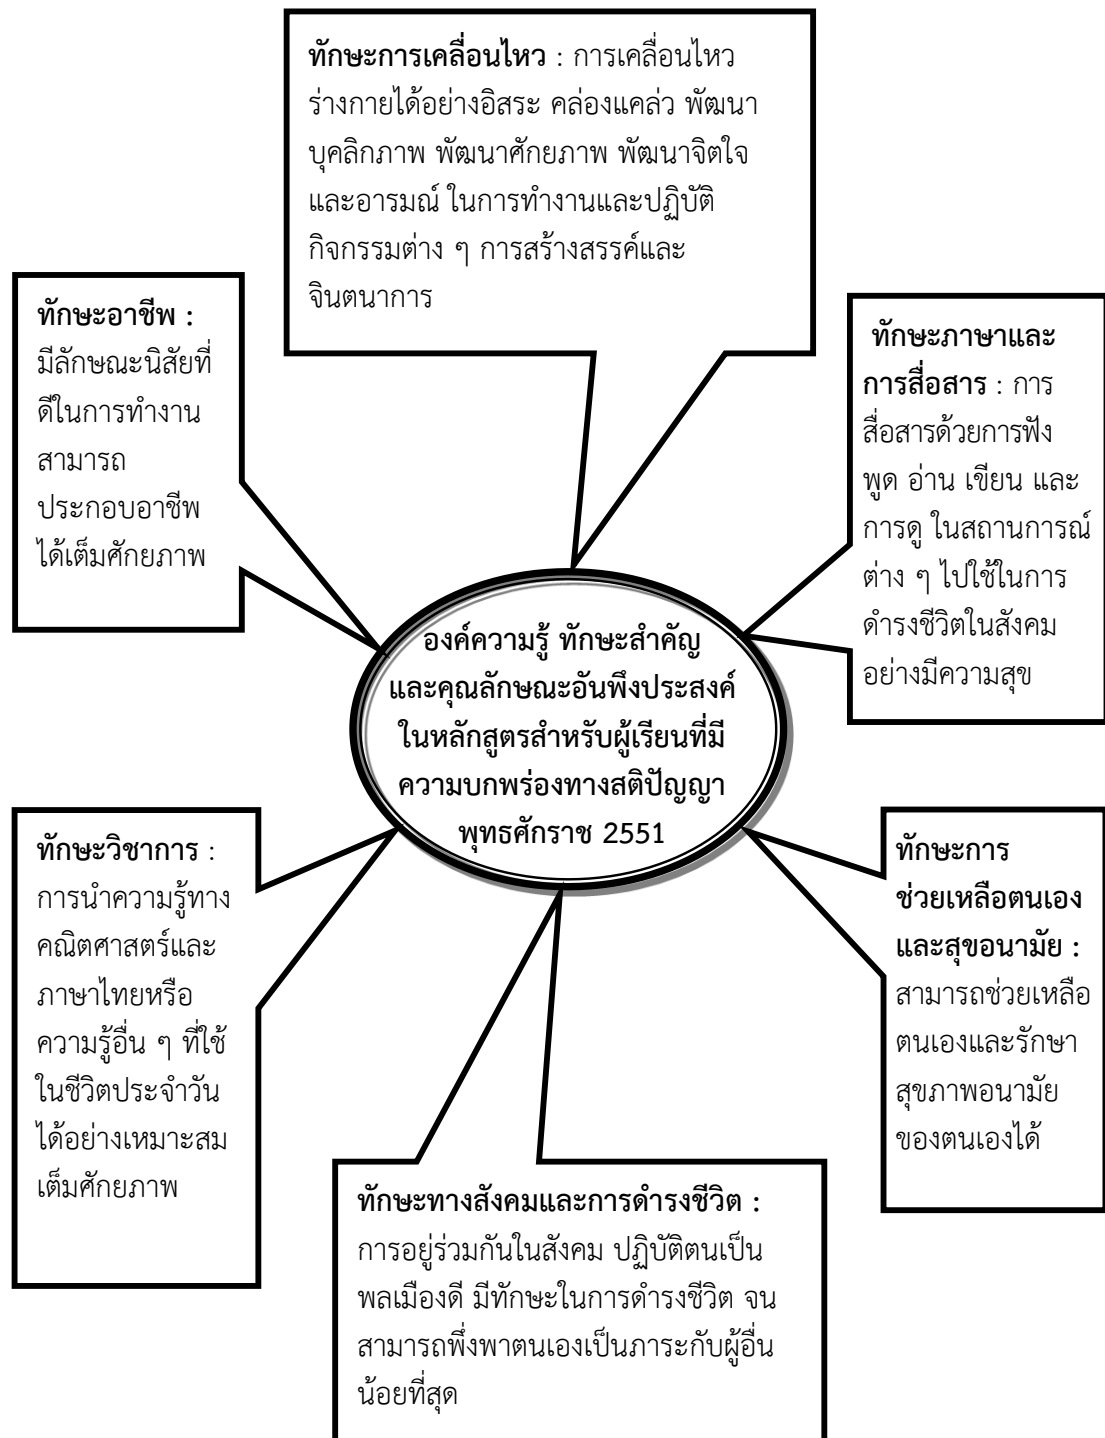 ทักษะการเคลื่อนไหว : การเคลื่อนไหว
ร่างกายได้อย่างอิสระ คล่องแคล่ว พัฒนา
บุคลิกภาพ พัฒนาศักยภาพ พัฒนาจิตใจ
และอารมณ์ ในการทำงานและปฏิบัติ
กิจกรรมต่าง ๆ การสร้างสรรค์และ
จินตนาการ
ทักษะอาชีพ :
มีลักษณะนิสัยที่
ดีในการทำงาน
สามารถ
ประกอบอาชีพ
ได้เต็มศักยภาพ
ทักษะภาษาและ
การสื่อสาร : การ
สื่อสารด้วยการฟัง
พูด อ่าน เขียน และ
การดู ในสถานการณ์
ต่าง ๆ ไปใช้ในการ
ดำรงชีวิตในสังคม
อย่างมีความสุข
องค์ความรู้ ทักษะสำคัญ
และคุณลักษณะอันพึงประสงค์
ในหลักสูตรสำหรับผู้เรียนที่มี
ความบกพร่องทางสติปัญญา
พุทธศักราช 2551
ทักษะวิชาการ :
การนำความรู้ทาง
คณิตศาสตร์และ
ภาษาไทยหรือ
ความรู้อื่น ๆ ที่ใช้
ในชีวิตประจำวัน
ได้อย่างเหมาะสม
เต็มศักยภาพ
ทักษะการ
ช่วยเหลือตนเอง
และสุขอนามัย :
สามารถช่วยเหลือ
ตนเองและรักษา
สุขภาพอนามัย
ของตนเองได้
ทักษะทางสังคมและการดำรงชีวิต :
การอยู่ร่วมกันในสังคม ปฏิบัติตนเป็น
พลเมืองดี มีทักษะในการดำรงชีวิต จน
สามารถพึ่งพาตนเองเป็นภาระกับผู้อื่น
น้อยที่สุด